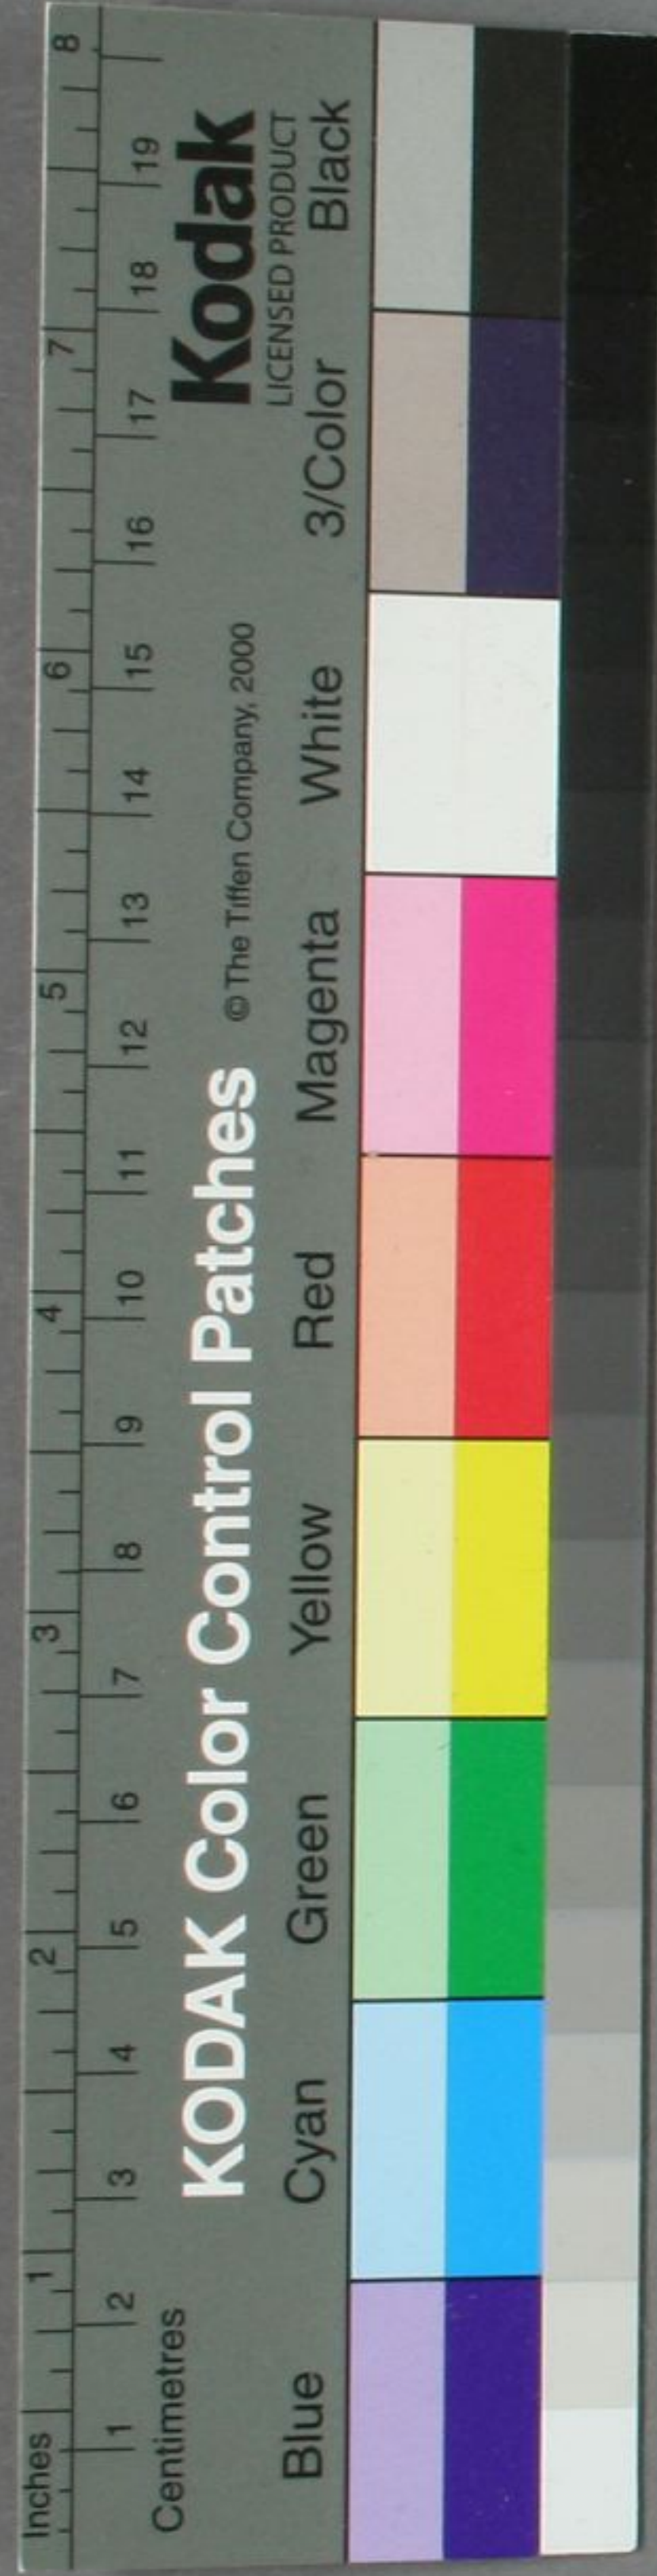 Inches 1 2 3 4 5 6 7 8
1 2 3 4 5 6 7 8 9 10 11 12 13 14 15 16 17 18 19
Centimetres
KODAK Color Control Patches © The Tiffen Company, 2000 Kodak
LICENSED PRODUCT
Blue Cyan Green Yellow Red Magenta White 3/Color Black